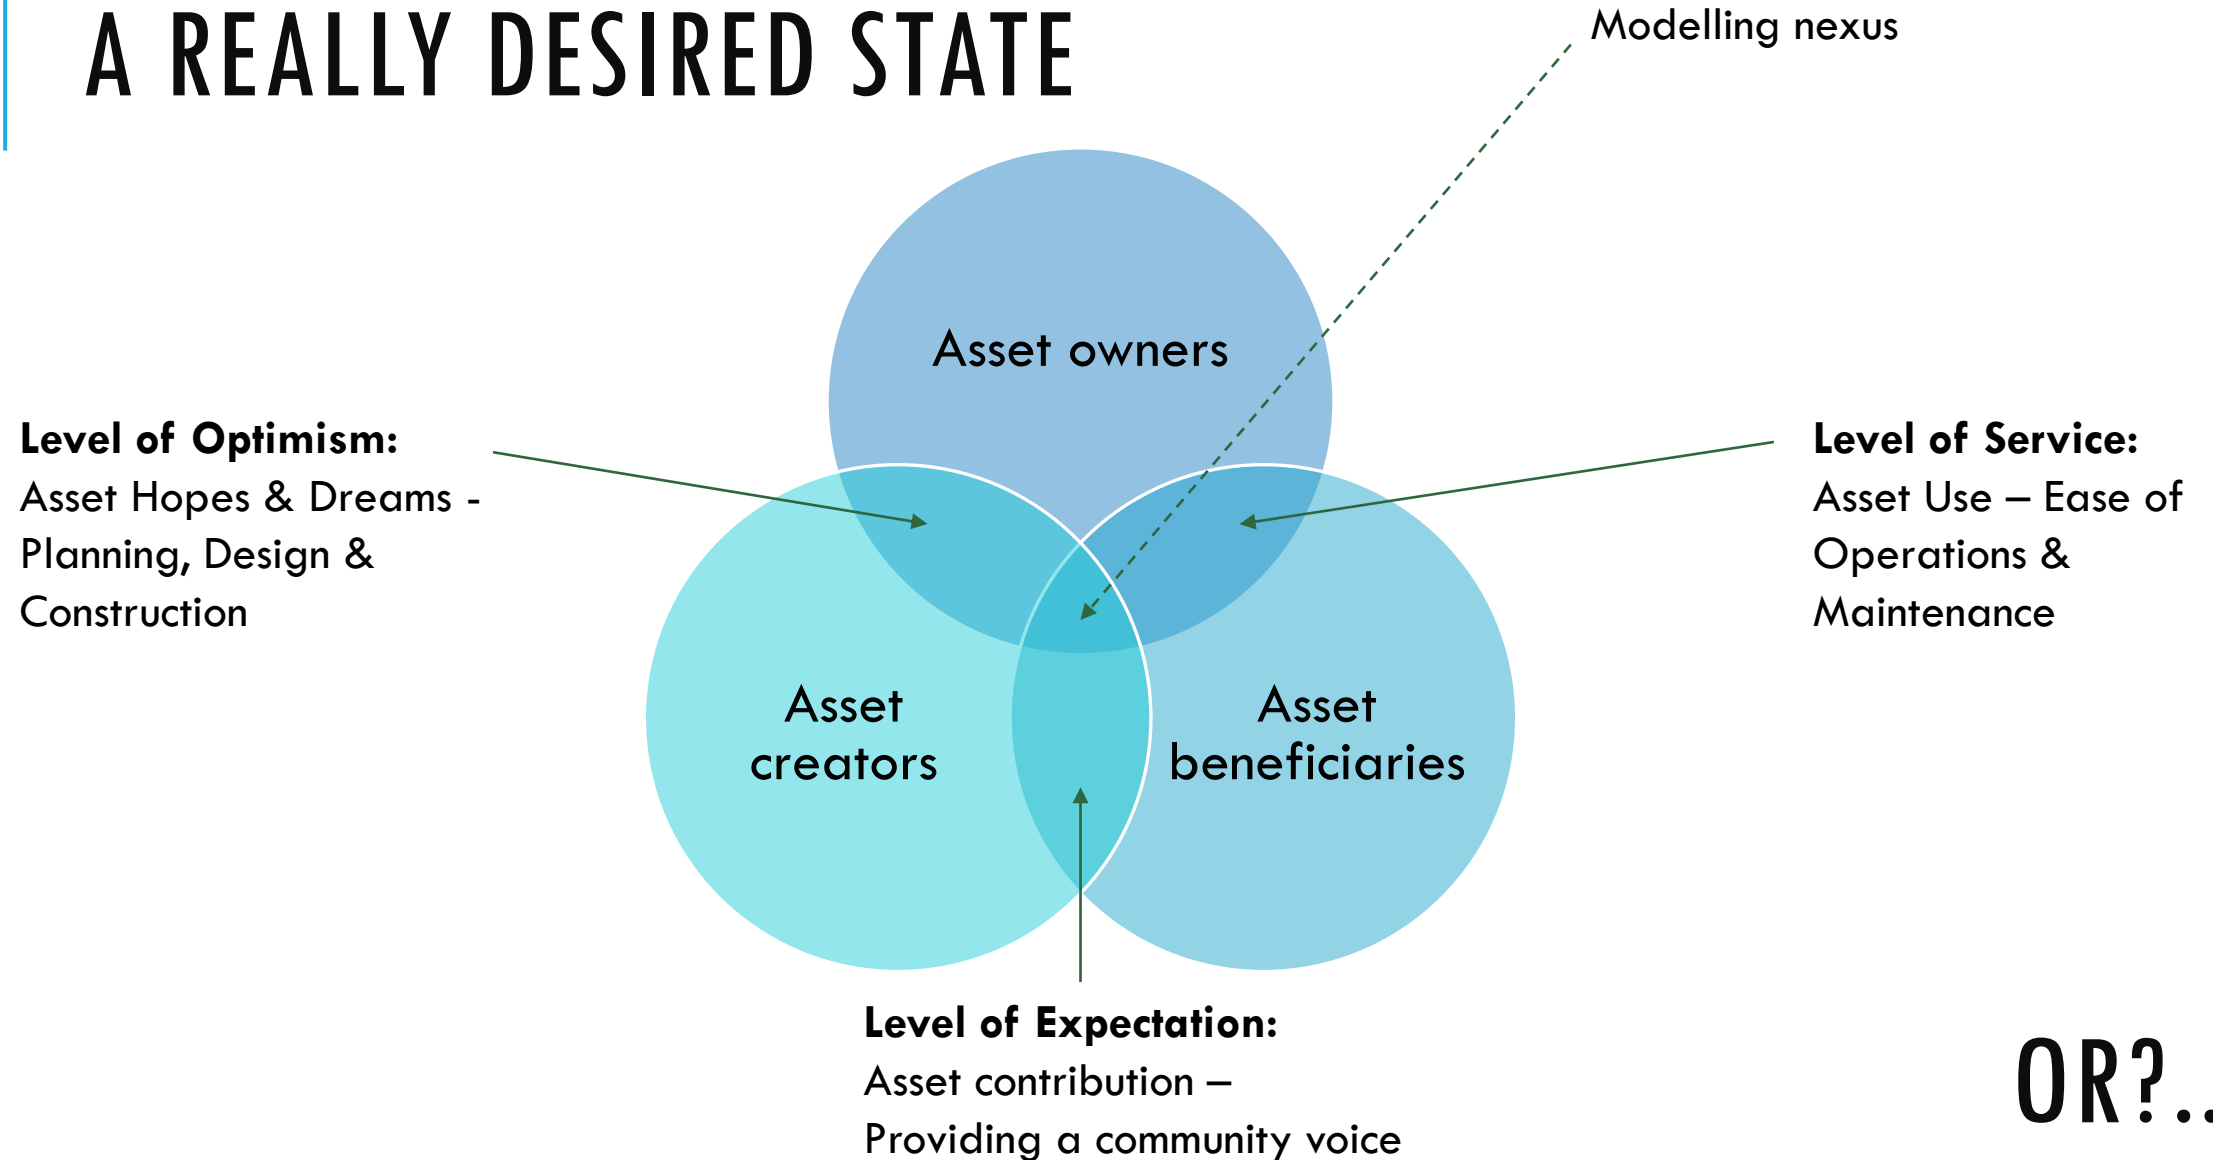 A REALLY DESIRED STATE
Modelling nexus
Asset owners
Level of Optimism:
Asset Hopes & Dreams -
Planning, Design &
Construction
Level of Service:
Asset Use – Ease of
Operations &
Maintenance
Asset
creators
Asset
beneficiaries
Level of Expectation:
Asset contribution –
Providing a community voice
OR?..